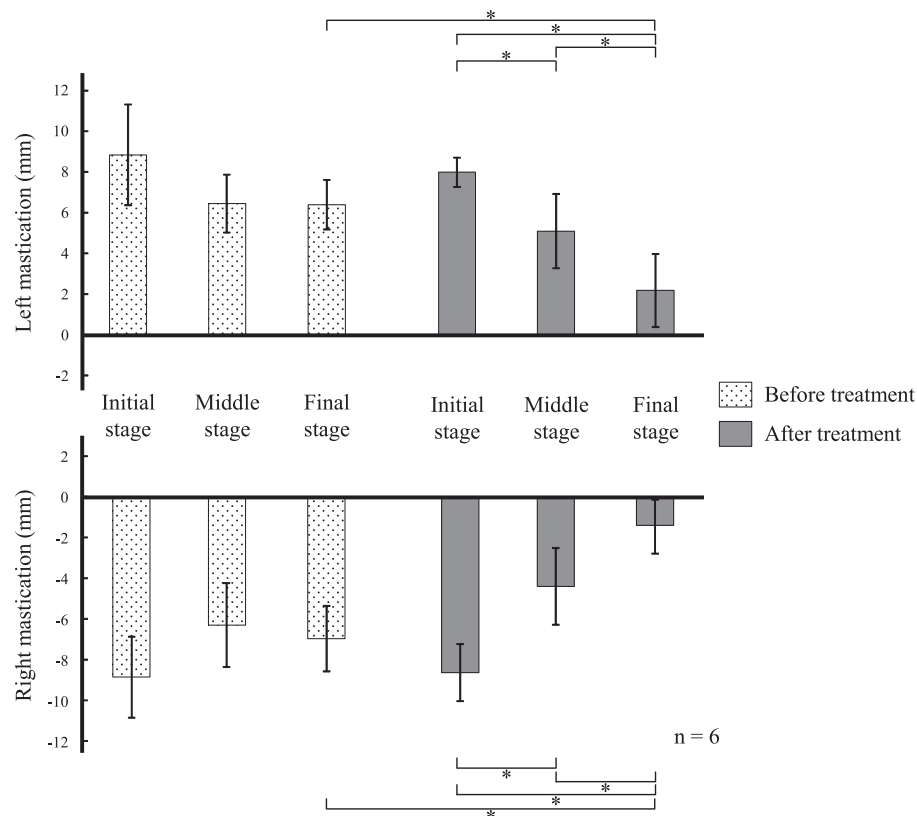 *
*
* *
12
10
8
6
4
2
0
-2
Left mastication (mm)
Initial stage
Middle stage
Final stage
Initial stage
Middle stage
Final stage
Before treatment
After treatment
2
0
-2
-4
-6
-8
-10
-12
Right mastication (mm)
n = 6
* *
*
*